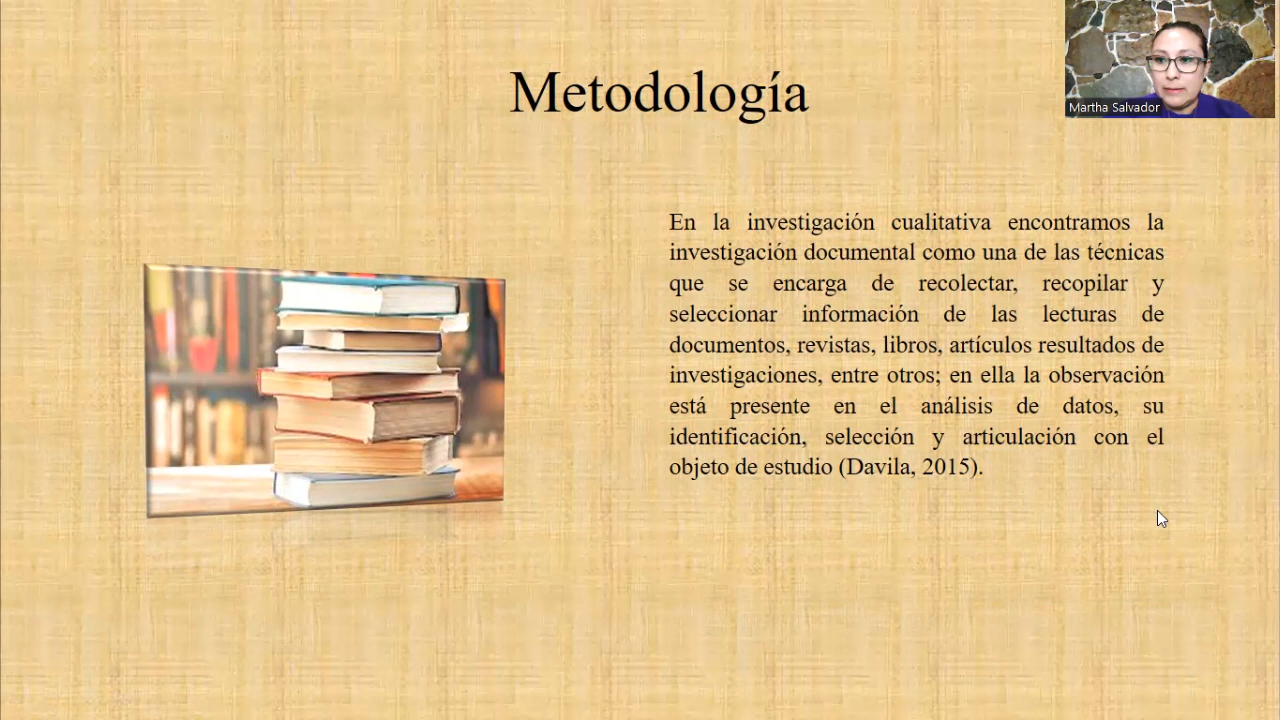 Metodología
Martha Salvador
En la investigación cualitativa encontramos la
investigación documental como una de las técnicas
que se encarga de recolectar, recopilar y
seleccionar información de las lecturas de
documentos, revistas, libros, artículos resultados de
investigaciones, entre otros; en ella la observación
está presente en el análisis de datos, su
identificación, selección y articulación con el
objeto de estudio (Davila, 2015).